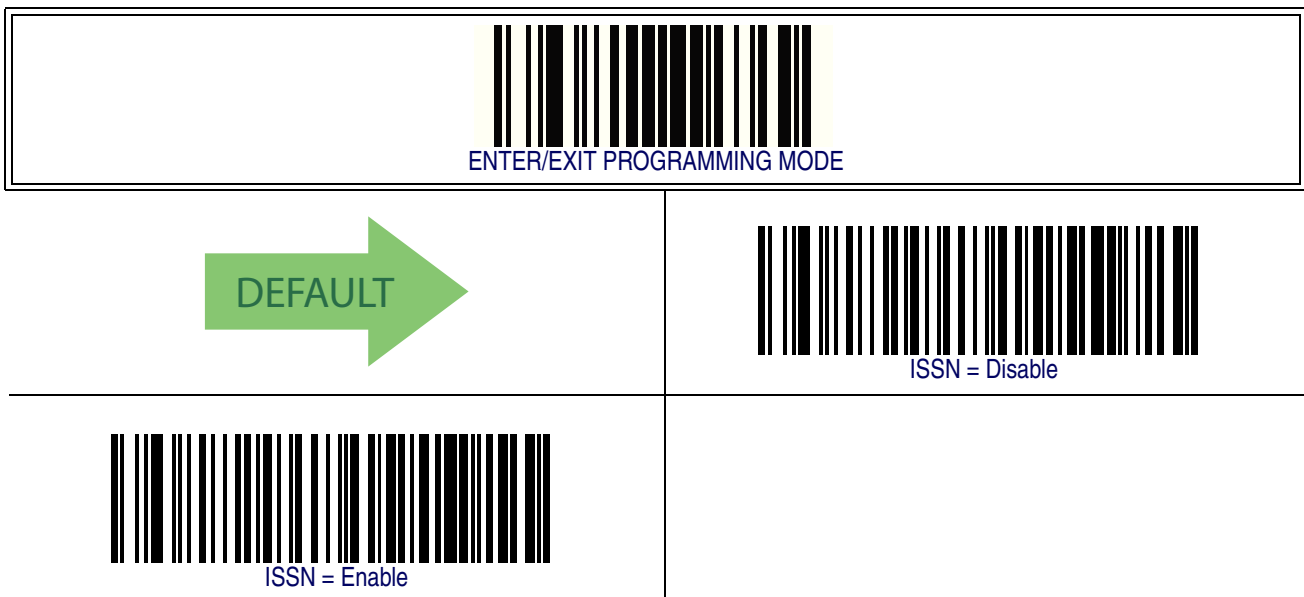 ENTER/EXIT PROGRAMMING MODE
DEFAULT
ISSN = Disable
ISSN = Enable